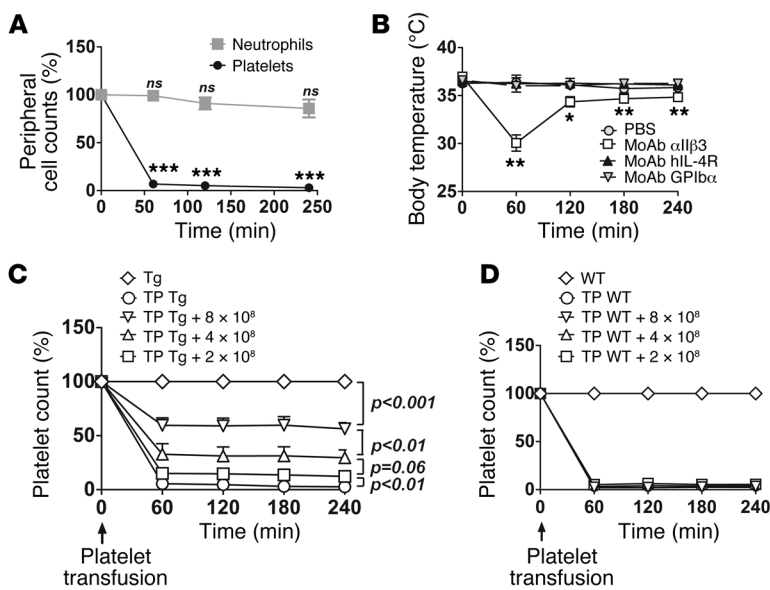 A
Neutrophils
Platelets
Peripheral
cell counts (%)
150
100
50
0
ns
ns
ns
***
***
***
0
50
100
150
200
250
Time (min)
B
Body temperature (°C)
40
35
30
25
**
*
**
**
PBS
MoAb αIIβ3
MoAb hIL-4R
MoAb GPIbα
0
60
120
180
240
Time (min)
C
Tg
TP Tg
TP Tg + 8 × 10⁸
TP Tg + 4 × 10⁸
TP Tg + 2 × 10⁸
Platelet count (%)
150
100
50
0
p<0.001
p<0.01
p=0.06
p<0.01
0
60
120
180
240
Time (min)
Platelet
transfusion
D
WT
TP WT
TP WT + 8 × 10⁸
TP WT + 4 × 10⁸
TP WT + 2 × 10⁸
Platelet count (%)
150
100
50
0
0
60
120
180
240
Time (min)
Platelet
transfusion